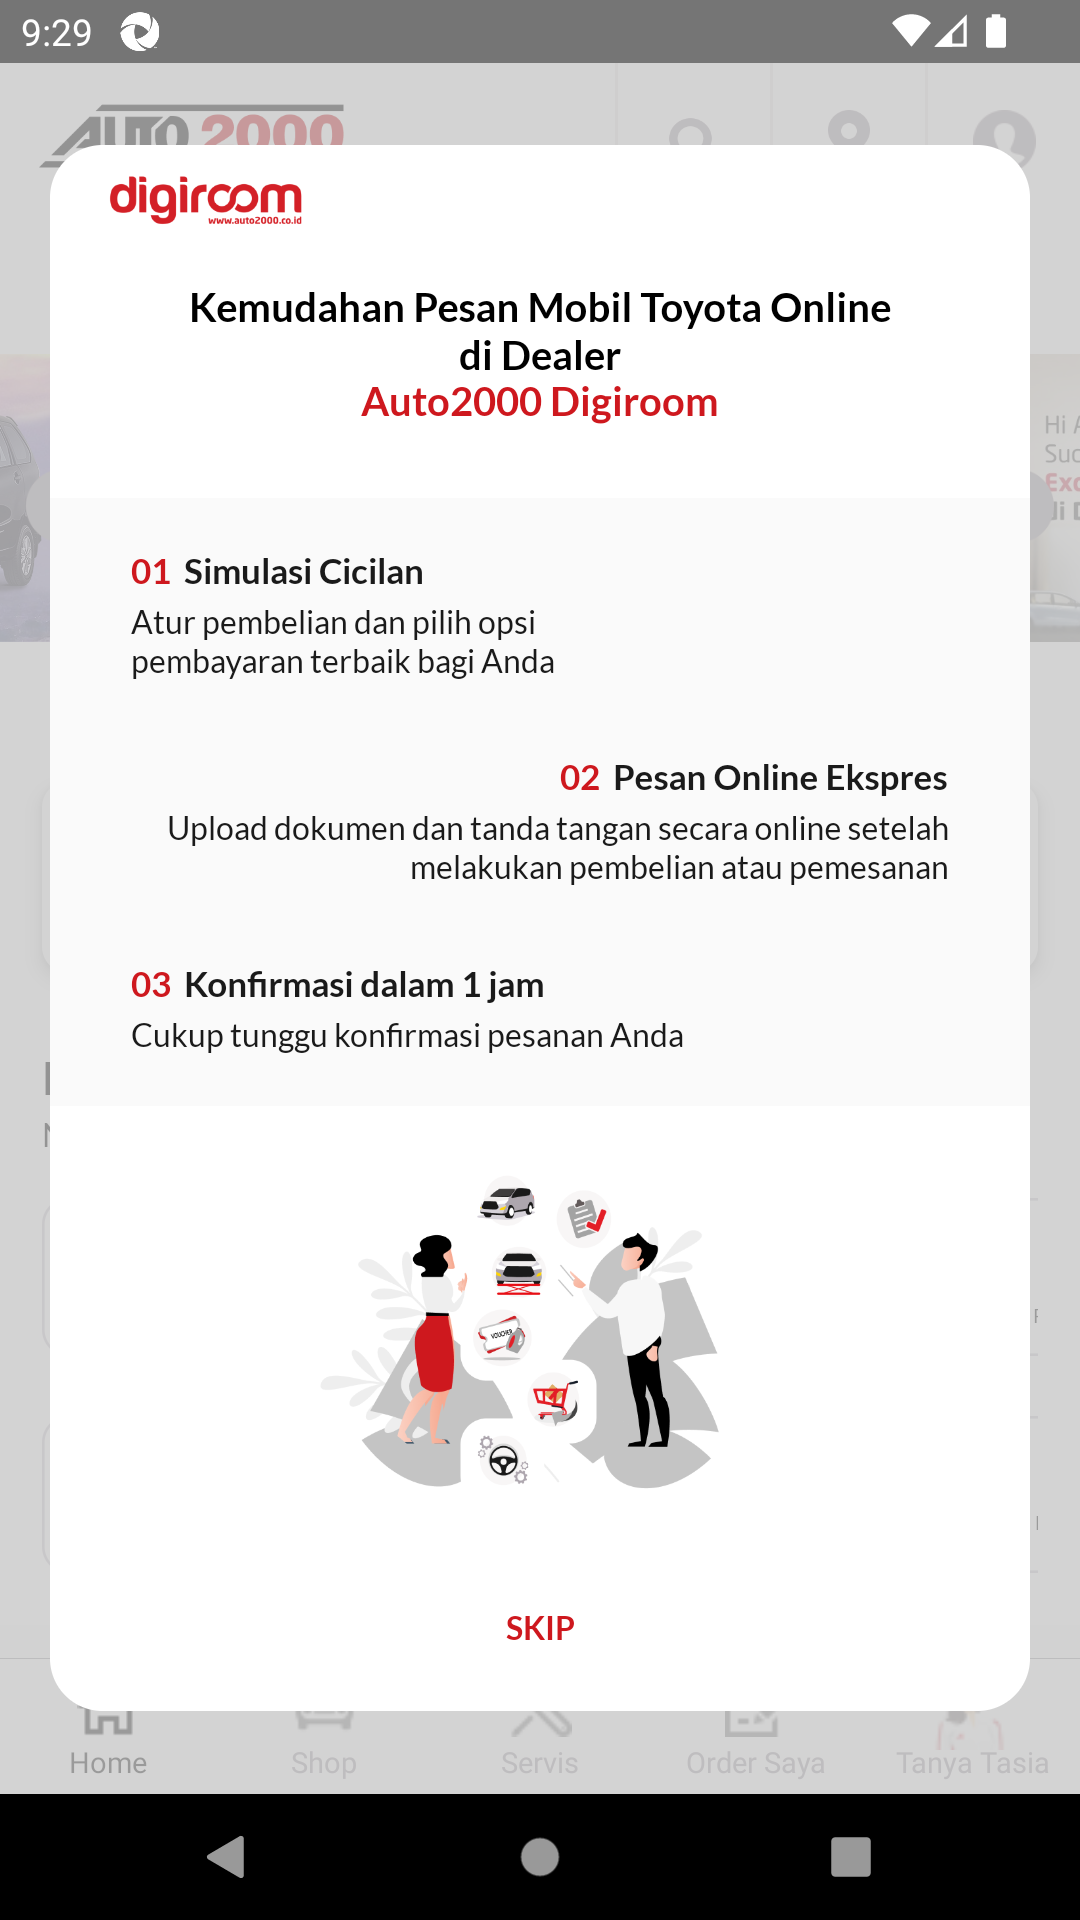 9:29
AUTO 2000
digiroom
www.auto2000.co.id
Kemudahan Pesan Mobil Toyota Online
di Dealer
Auto2000 Digiroom
Hi
01 Simulasi Cicilan
Atur pembelian dan pilih opsi
pembayaran terbaik bagi Anda
02 Pesan Online Ekspres
Upload dokumen dan tanda tangan secara online setelah
melakukan pembelian atau pemesanan
03 Konfirmasi dalam 1 jam
Cukup tunggu konfirmasi pesanan Anda
VOUCHER
SKIP
Home
Shop
Servis
Order Saya
Tanya Tasia